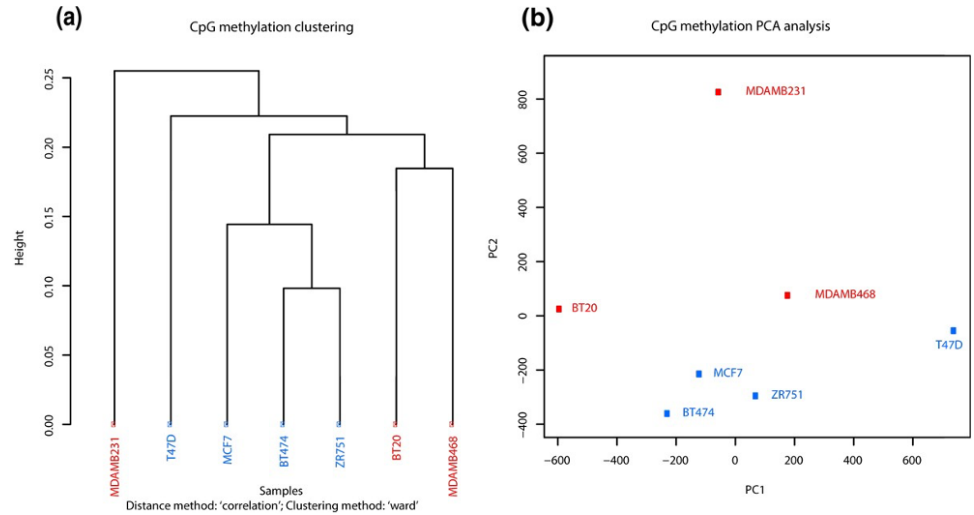 (a)
CpG methylation clustering
Height
0.25
0.20
0.15
0.10
0.05
0.00
MDAMB231
T47D
MCF7
BT474
ZR751
BT20
MDAMB468
Samples
Distance method: ‘correlation’; Clustering method: ‘ward’
(b)
CpG methylation PCA analysis
PC2
800
600
400
200
0
−200
−400
MDAMB231
MDAMB468
BT20
T47D
MCF7
ZR751
BT474
−600 −400 −200 0 200 400 600
PC1